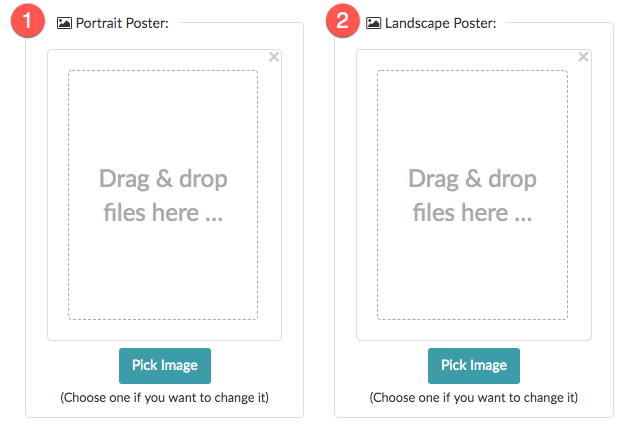 1 Portrait Poster:
×
Drag & drop
files here ...
Pick Image
(Choose one if you want to change it)
2 Landscape Poster:
×
Drag & drop
files here ...
Pick Image
(Choose one if you want to change it)